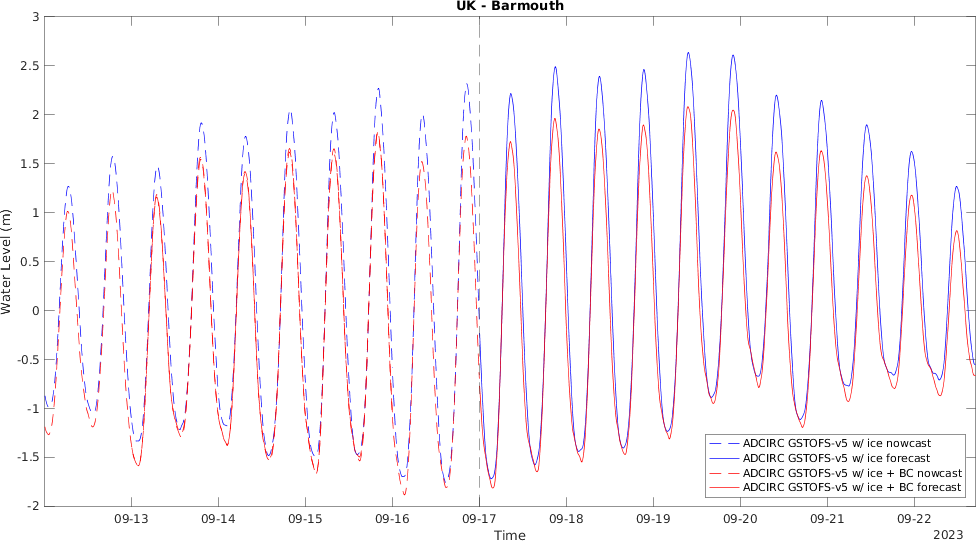 UK - Barmouth
3
2.5
2
1.5
1
0.5
0
-0.5
-1
-1.5
-2
Water Level (m)
ADCIRC GSTOFS-v5 w/ ice nowcast
ADCIRC GSTOFS-v5 w/ ice forecast
ADCIRC GSTOFS-v5 w/ ice + BC nowcast
ADCIRC GSTOFS-v5 w/ ice + BC forecast
09-13 09-14 09-15 09-16 09-17 09-18 09-19 09-20 09-21 09-22
Time
2023